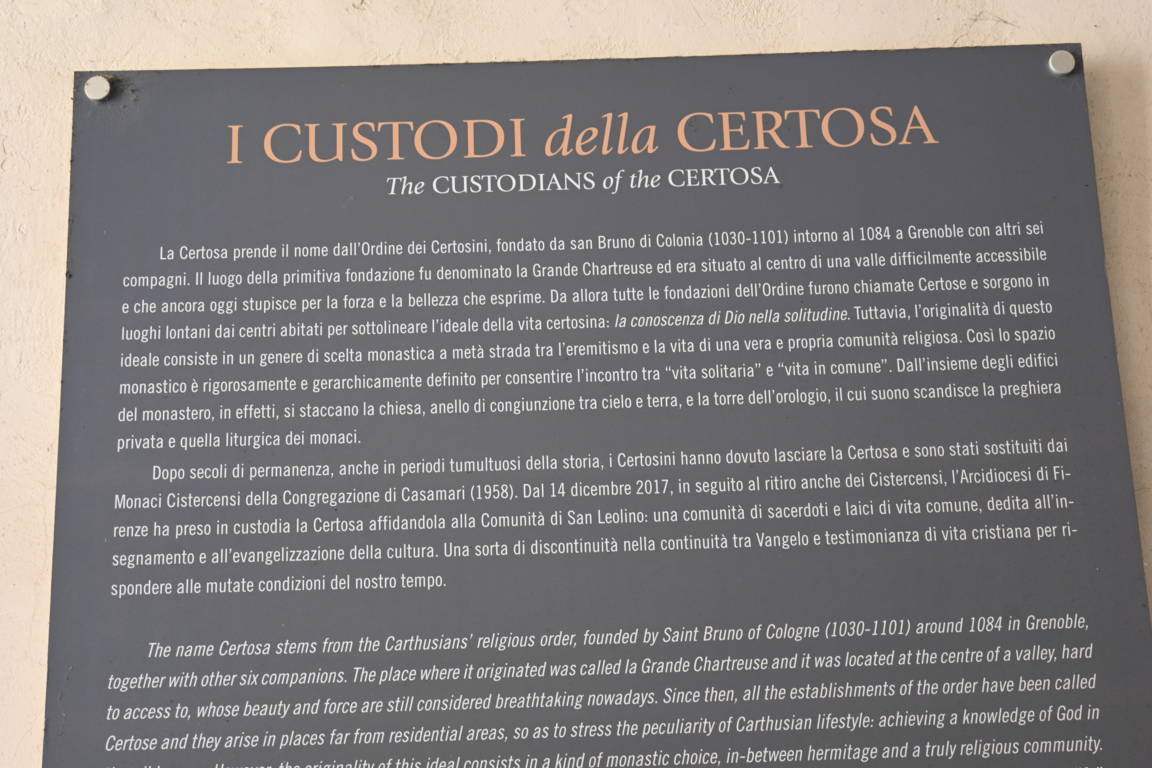 I CUSTODI della CERTOSA
The CUSTODIANS of the CERTOSA
La Certosa prende il nome dall'Ordine dei Certosini, fondato da san Bruno di Colonia (1030-1101) intorno al 1084 a Grenoble con altri sei
compagni. Il luogo della primitiva fondazione fu denominato la Grande Chartreuse ed era situato al centro di una valle difficilmente accessibile
e che ancora oggi stupisce per la forza e la bellezza che esprime. Da allora tutte le fondazioni dell'Ordine furono chiamate Certose e sorgono in
luoghi lontani dai centri abitati per sottolineare l'ideale della vita certosina: la conoscenza di Dio nella solitudine. Tuttavia, l'originalità di questo
ideale consiste in un genere di scelta monastica a metà strada tra l'eremitismo e la vita di una vera e propria comunità religiosa. Così lo spazio
monastico è rigorosamente e gerarchicamente definito per consentire l'incontro tra “vita solitaria” e “vita in comune”. Dall'insieme degli edifici
del monastero, in effetti, si staccano la chiesa, anello di congiunzione tra cielo e terra, e la torre dell'orologio, il cui suono scandisce la preghiera
privata e quella liturgica dei monaci.
Dopo secoli di permanenza, anche in periodi tumultuosi della storia, i Certosini hanno dovuto lasciare la Certosa e sono stati sostituiti dai
Monaci Cistercensi della Congregazione di Casamari (1958). Dal 14 dicembre 2017, in seguito al ritiro anche dei Cistercensi, l'Arcidiocesi di Fi-
renze ha preso in custodia la Certosa affidandola alla Comunità di San Leolino: una comunità di sacerdoti e laici di vita comune, dedita all'in-
segnamento e all'evangelizzazione della cultura. Una sorta di discontinuità nella continuità tra Vangelo e testimonianza di vita cristiana per ri-
spondere alle mutate condizioni del nostro tempo.
The name Certosa stems from the Carthusians' religious order, founded by Saint Bruno of Cologne (1030-1101) around 1084 in Grenoble,
together with other six companions. The place where it originated was called la Grande Chartreuse and it was located at the centre of a valley, hard
to access to, whose beauty and force are still considered breathtaking nowadays. Since then, all the establishments of the order have been called
Certose and they arise in places far from residential areas, so as to stress the peculiarity of Carthusian lifestyle: achieving a knowledge of God in
However, the originality of this ideal consists in a kind of monastic choice, in-between hermitage and a truly religious community.